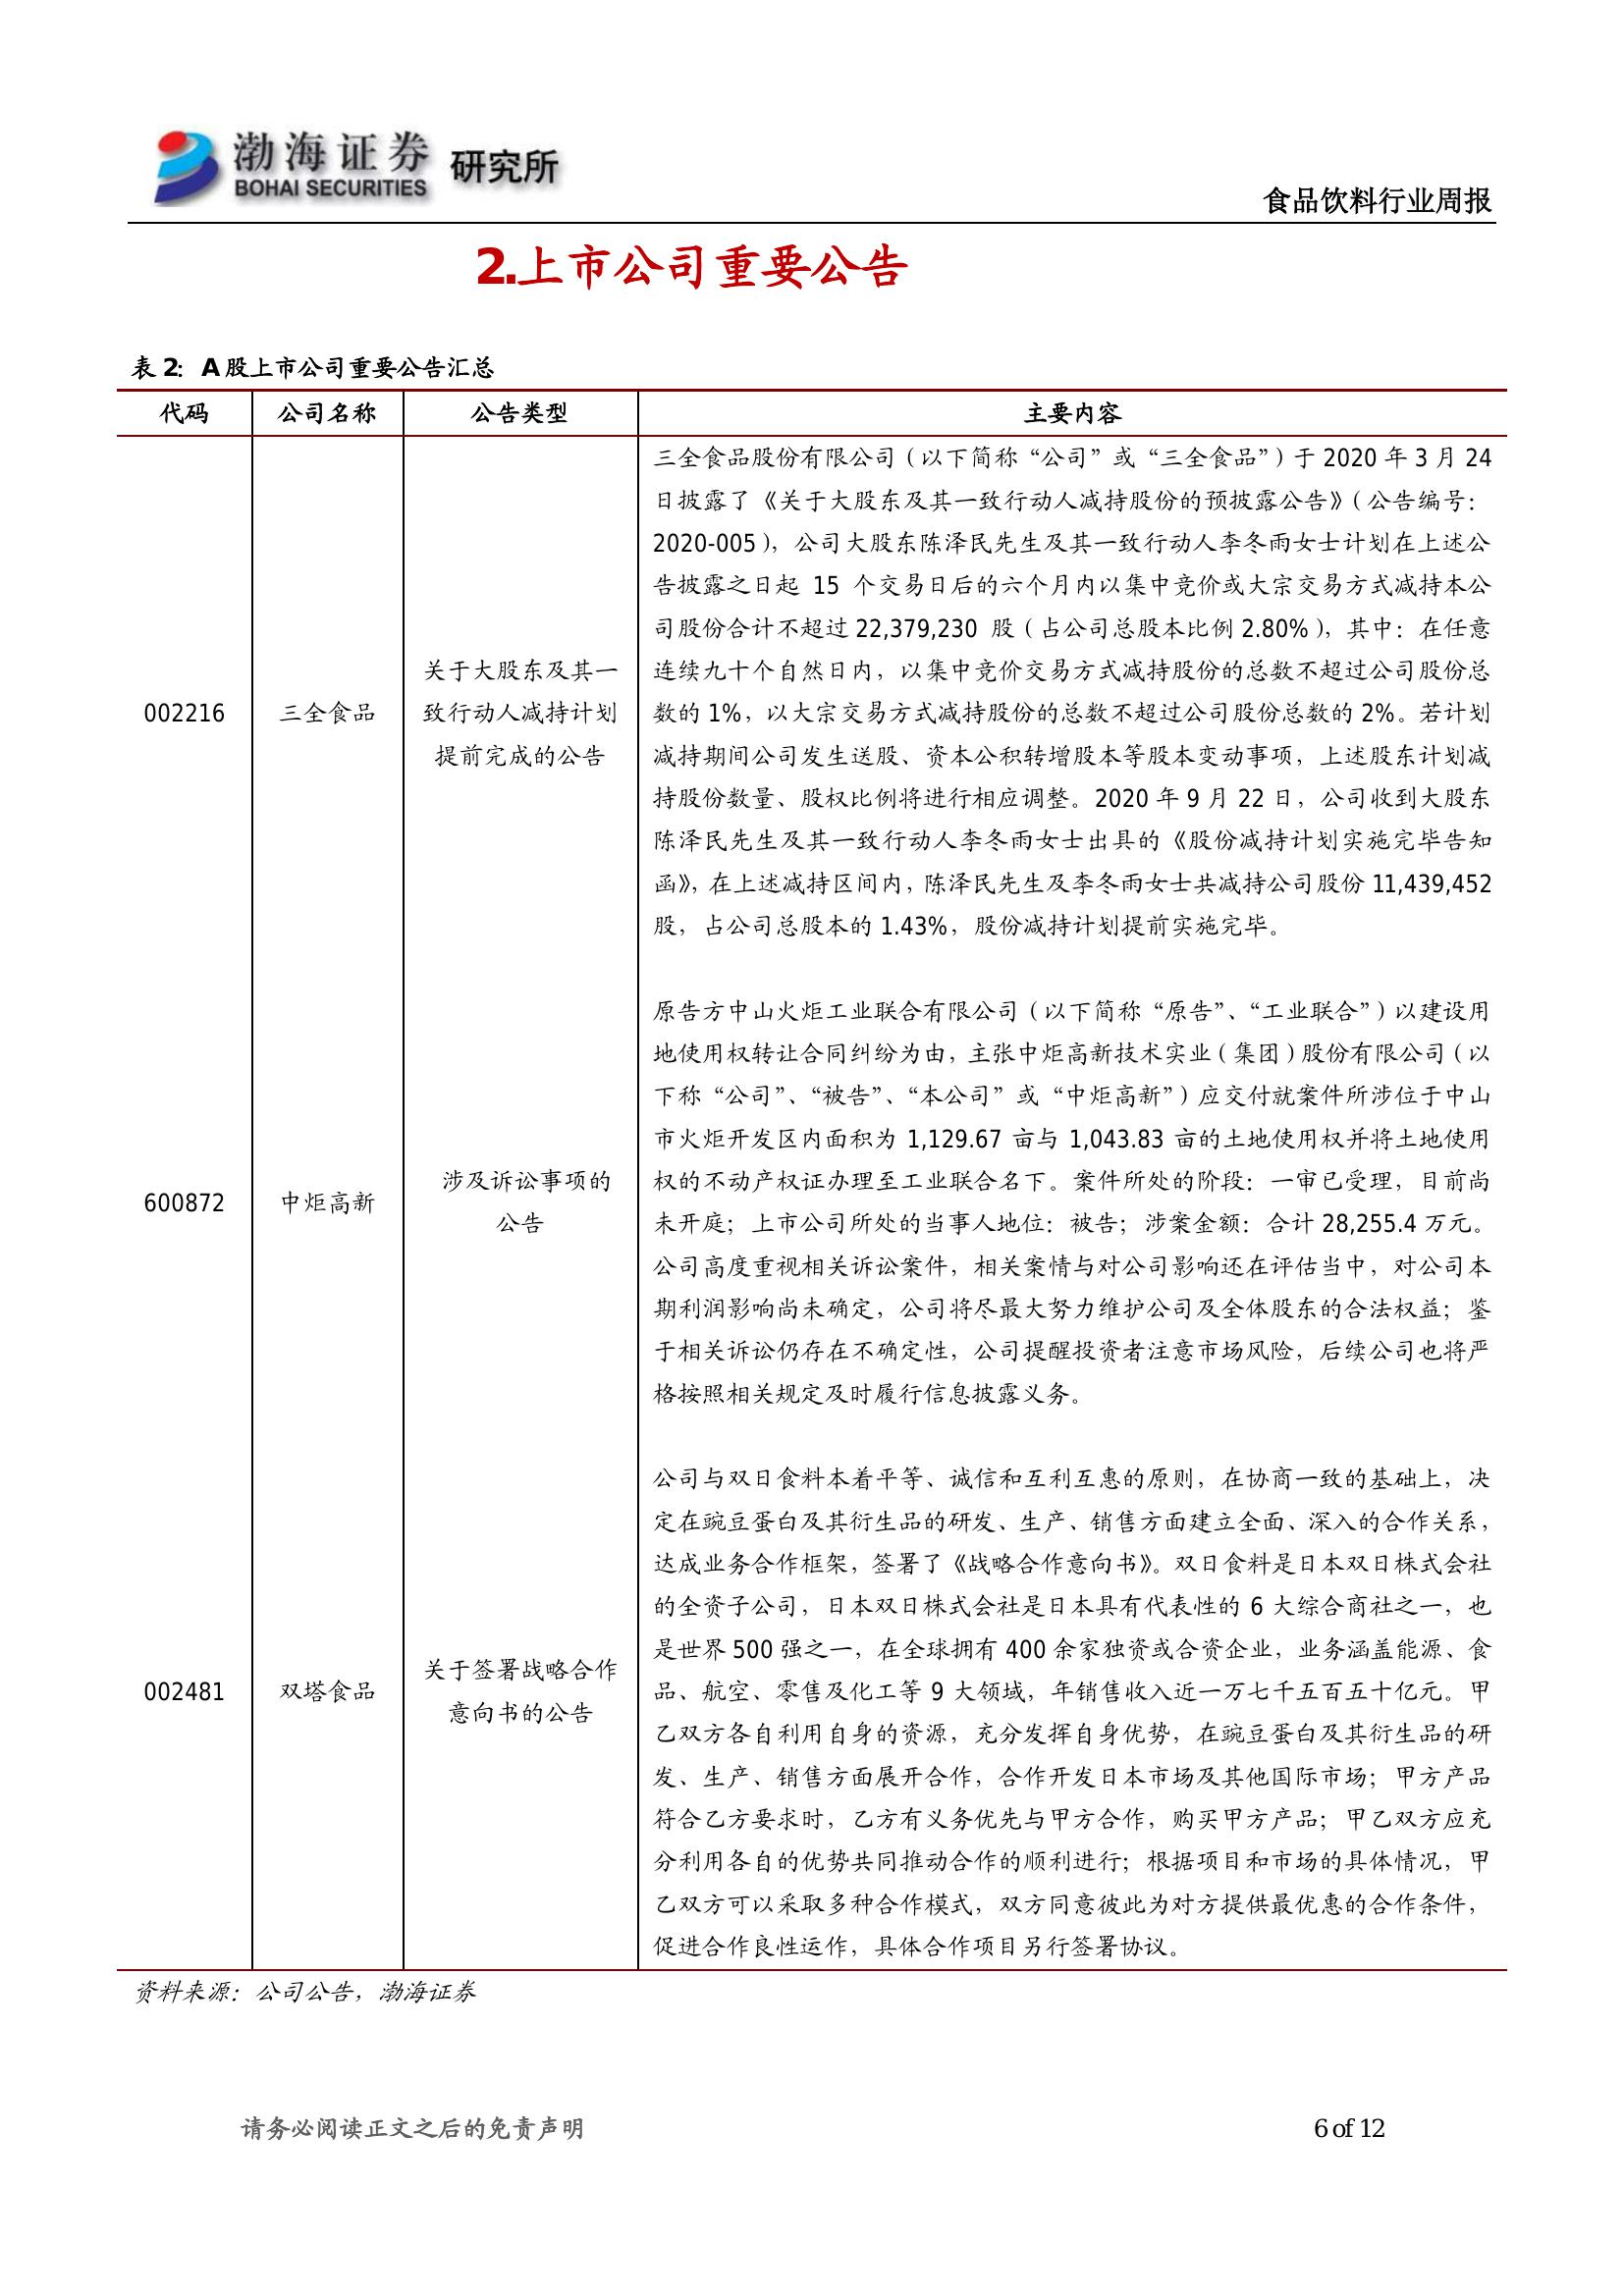 渤海证券 研究所
BOHAI SECURITIES
食品饮料行业周报
2.上市公司重要公告
表 2：A 股上市公司重要公告汇总
代码 公司名称 公告类型 主要内容
002216 三全食品
关于大股东及其一
致行动人减持计划
提前完成的公告
三全食品股份有限公司（以下简称“公司”或“三全食品”）于 2020 年 3 月 24
日披露了《关于大股东及其一致行动人减持股份的预披露公告》（公告编号：
2020-005），公司大股东陈泽民先生及其一致行动人李冬雨女士计划在上述公
告披露之日起 15 个交易日后的六个月内以集中竞价或大宗交易方式减持本公
司股份合计不超过 22,379,230 股（占公司总股本比例 2.80%），其中：在任意
连续九十个自然日内，以集中竞价交易方式减持股份的总数不超过公司股份总
数的 1%，以大宗交易方式减持股份的总数不超过公司股份总数的 2%。若计划
减持期间公司发生送股、资本公积转增股本等股本变动事项，上述股东计划减
持股份数量、股权比例将进行相应调整。2020 年 9 月 22 日，公司收到大股东
陈泽民先生及其一致行动人李冬雨女士出具的《股份减持计划实施完毕告知
函》，在上述减持区间内，陈泽民先生及李冬雨女士共减持公司股份 11,439,452
股，占公司总股本的 1.43%，股份减持计划提前实施完毕。
600872 中炬高新
涉及诉讼事项的
公告
原告方中山火炬工业联合有限公司（以下简称“原告”、“工业联合”）以建设用
地使用权转让合同纠纷为由，主张中炬高新技术实业（集团）股份有限公司（以
下称“公司”、“被告”、“本公司”或“中炬高新”）应交付就案件所涉位于中山
市火炬开发区内面积为 1,129.67 亩与 1,043.83 亩的土地使用权并将土地使用
权的不动产权证办理至工业联合名下。案件所处的阶段：一审已受理，目前尚
未开庭；上市公司所处的当事人地位：被告；涉案金额：合计 28,255.4 万元。
公司高度重视相关诉讼案件，相关案情与对公司影响还在评估当中，对公司本
期利润影响尚未确定，公司将尽最大努力维护公司及全体股东的合法权益；鉴
于相关诉讼仍存在不确定性，公司提醒投资者注意市场风险，后续公司也将严
格按照相关规定及时履行信息披露义务。
002481 双塔食品
关于签署战略合作
意向书的公告
公司与双日食料本着平等、诚信和互利互惠的原则，在协商一致的基础上，决
定在豌豆蛋白及其衍生品的研发、生产、销售方面建立全面、深入的合作关系，
达成业务合作框架，签署了《战略合作意向书》。双日食料是日本双日株式会社
的全资子公司，日本双日株式会社是日本具有代表性的 6 大综合商社之一，也
是世界 500 强之一，在全球拥有 400 余家独资或合资企业，业务涵盖能源、食
品、航空、零售及化工等 9 大领域，年销售收入近一万七千五百五十亿元。甲
乙双方各自利用自身的资源，充分发挥自身优势，在豌豆蛋白及其衍生品的研
发、生产、销售方面展开合作，合作开发日本市场及其他国际市场；甲方产品
符合乙方要求时，乙方有义务优先与甲方合作，购买甲方产品；甲乙双方应充
分利用各自的优势共同推动合作的顺利进行；根据项目和市场的具体情况，甲
乙双方可以采取多种合作模式，双方同意彼此为对方提供最优惠的合作条件，
促进合作良性运作，具体合作项目另行签署协议。
资料来源：公司公告，渤海证券
请务必阅读正文之后的免责声明 6 of 12